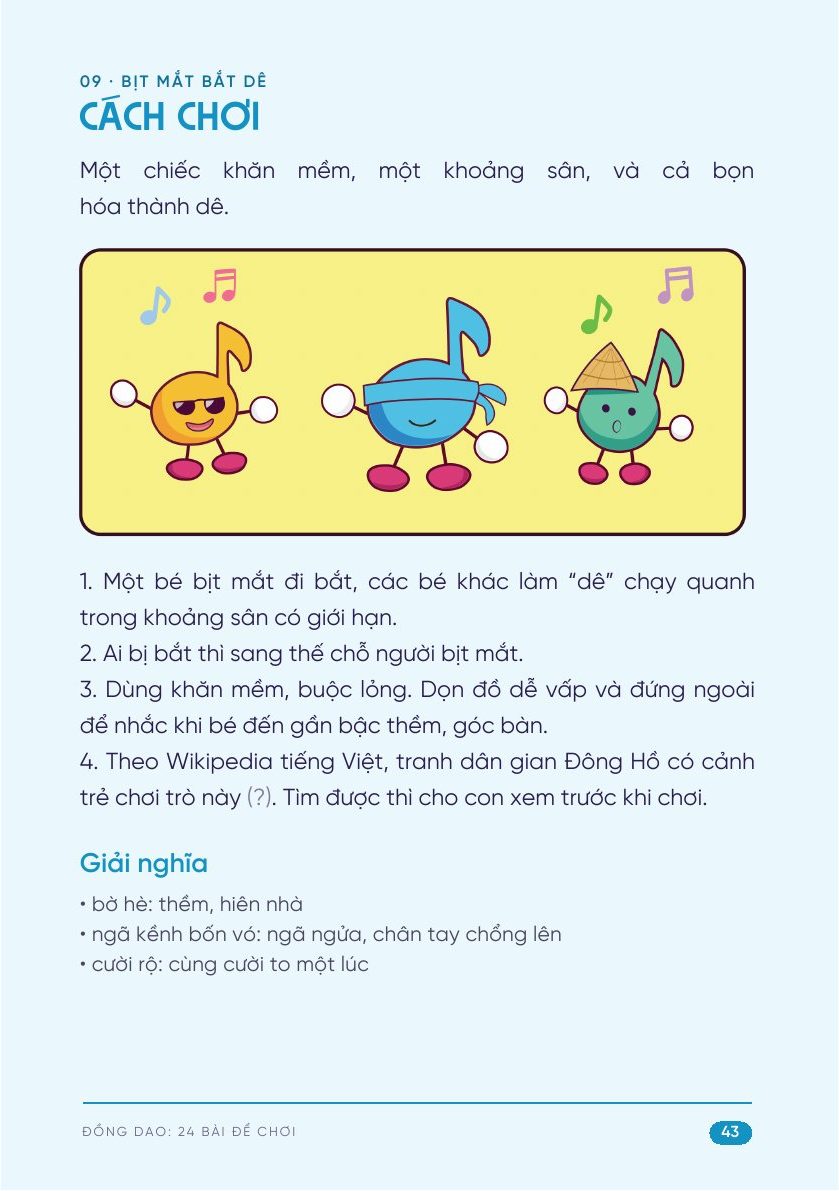 09 · BỊT MẮT BẮT DÊ
CÁCH CHƠI
Một chiếc khăn mềm, một khoảng sân, và cả bọn
hóa thành dê.
1. Một bé bịt mắt đi bắt, các bé khác làm “dê” chạy quanh
trong khoảng sân có giới hạn.
2. Ai bị bắt thì sang thế chỗ người bịt mắt.
3. Dùng khăn mềm, buộc lỏng. Dọn đồ dễ vấp và đứng ngoài
để nhắc khi bé đến gần bậc thềm, góc bàn.
4. Theo Wikipedia tiếng Việt, tranh dân gian Đông Hồ có cảnh
trẻ chơi trò này (?). Tìm được thì cho con xem trước khi chơi.
Giải nghĩa
• bờ hè: thềm, hiên nhà
• ngã kềnh bốn vó: ngã ngửa, chân tay chổng lên
• cười rộ: cùng cười to một lúc
ĐỒNG DAO: 24 BÀI ĐỂ CHƠI
43